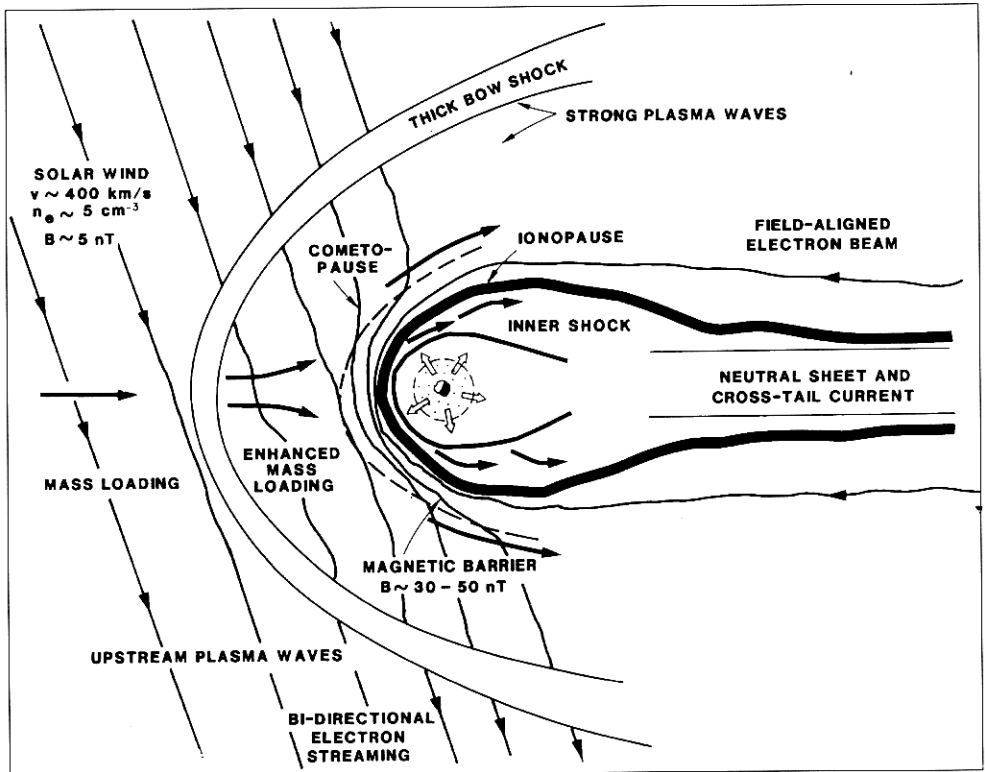 THICK BOW SHOCK
STRONG PLASMA WAVES
SOLAR WIND
v ~ 400 km/s
nₑ ~ 5 cm⁻³
B ~ 5 nT
COMETO-
PAUSE
IONOPAUSE
FIELD-ALIGNED
ELECTRON BEAM
INNER SHOCK
NEUTRAL SHEET AND
CROSS-TAIL CURRENT
MASS LOADING
ENHANCED
MASS
LOADING
MAGNETIC BARRIER
B ~ 30 – 50 nT
UPSTREAM PLASMA WAVES
BI-DIRECTIONAL
ELECTRON
STREAMING